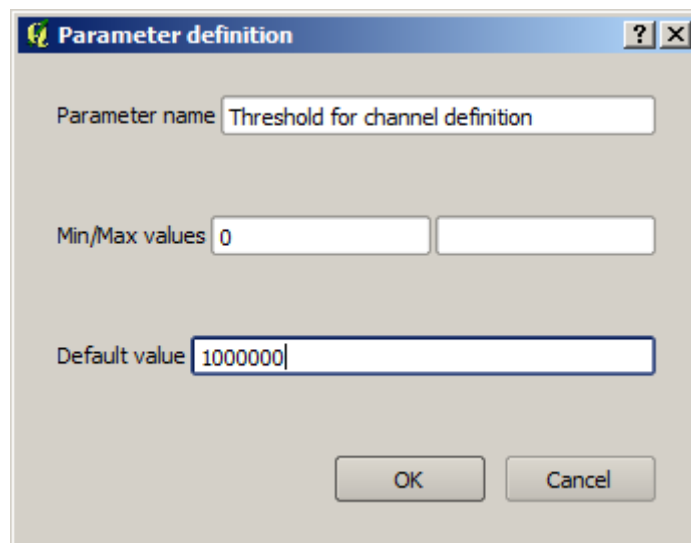 Parameter definition
Parameter name Threshold for channel definition
Min/Max values 0
Default value 1000000
OK Cancel